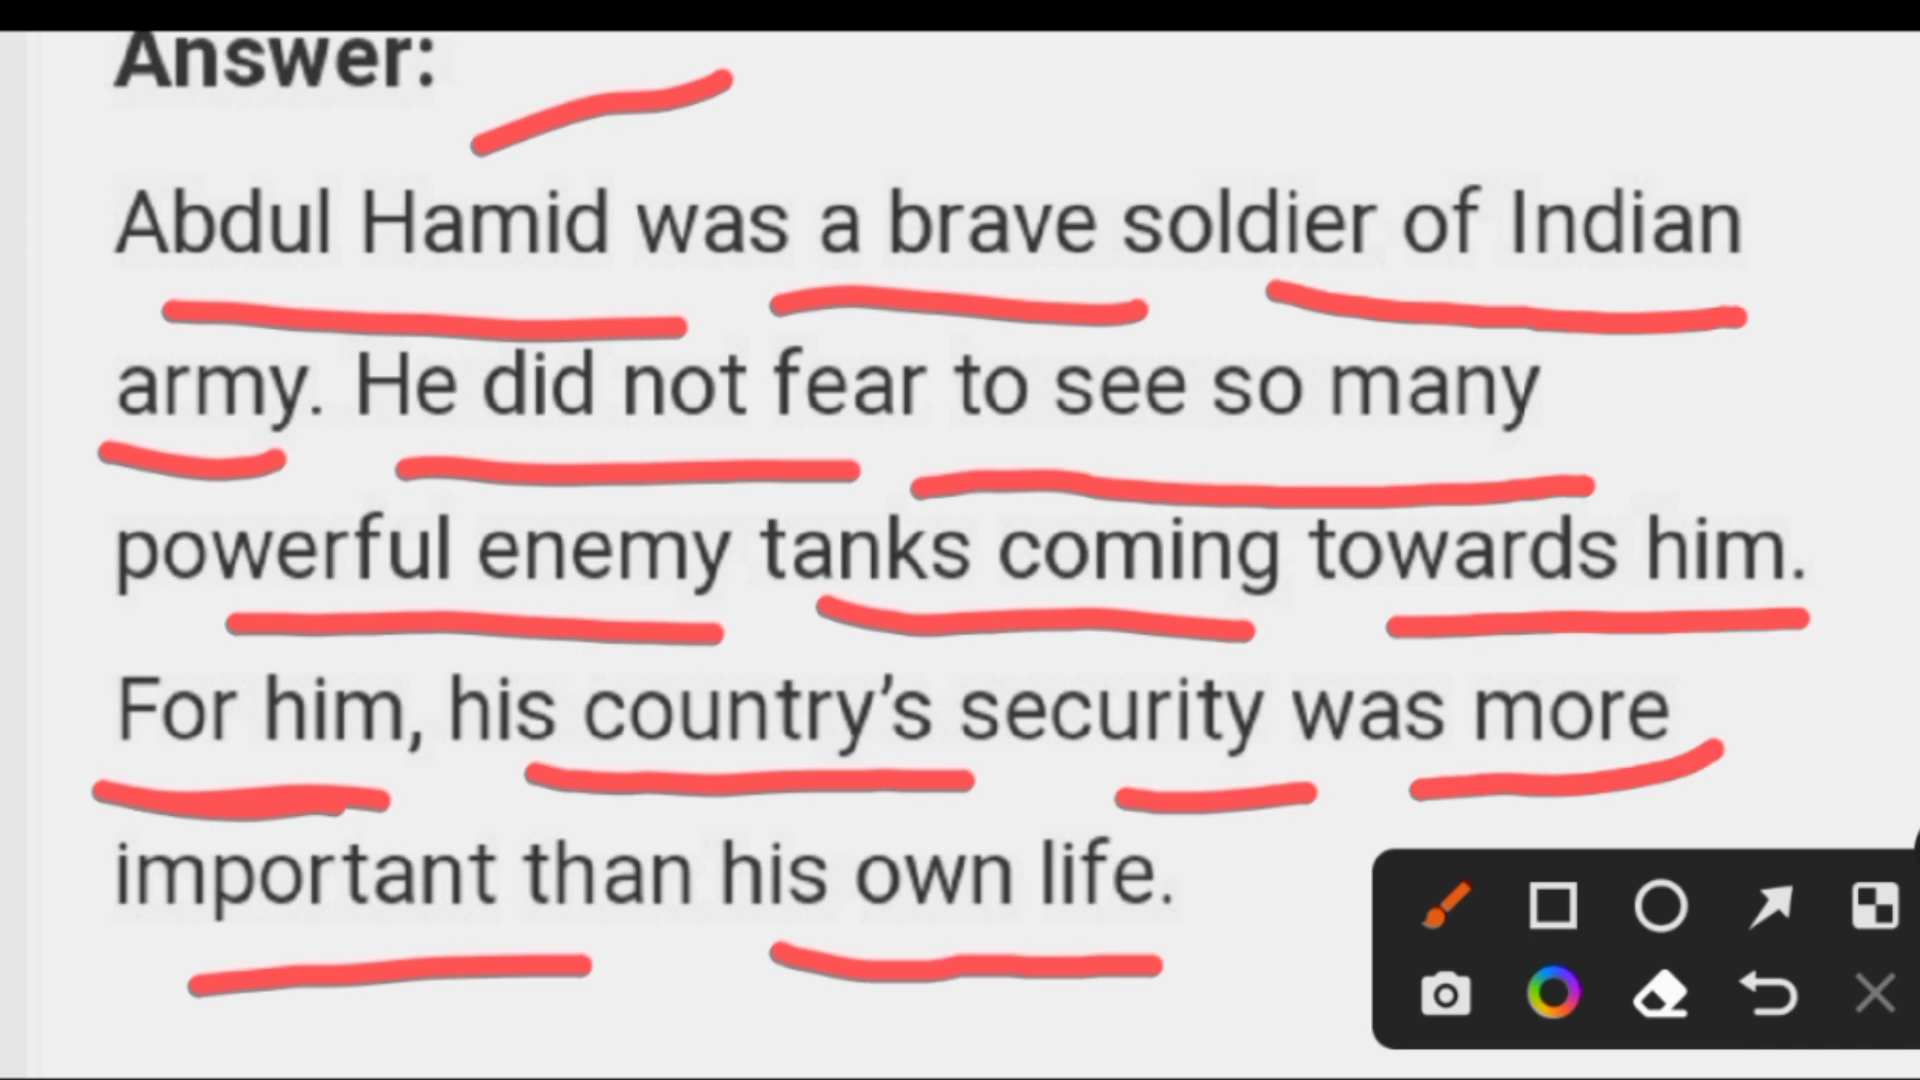 Answer:
Abdul Hamid was a brave soldier of Indian
army. He did not fear to see so many
powerful enemy tanks coming towards him.
For him, his country’s security was more
important than his own life.